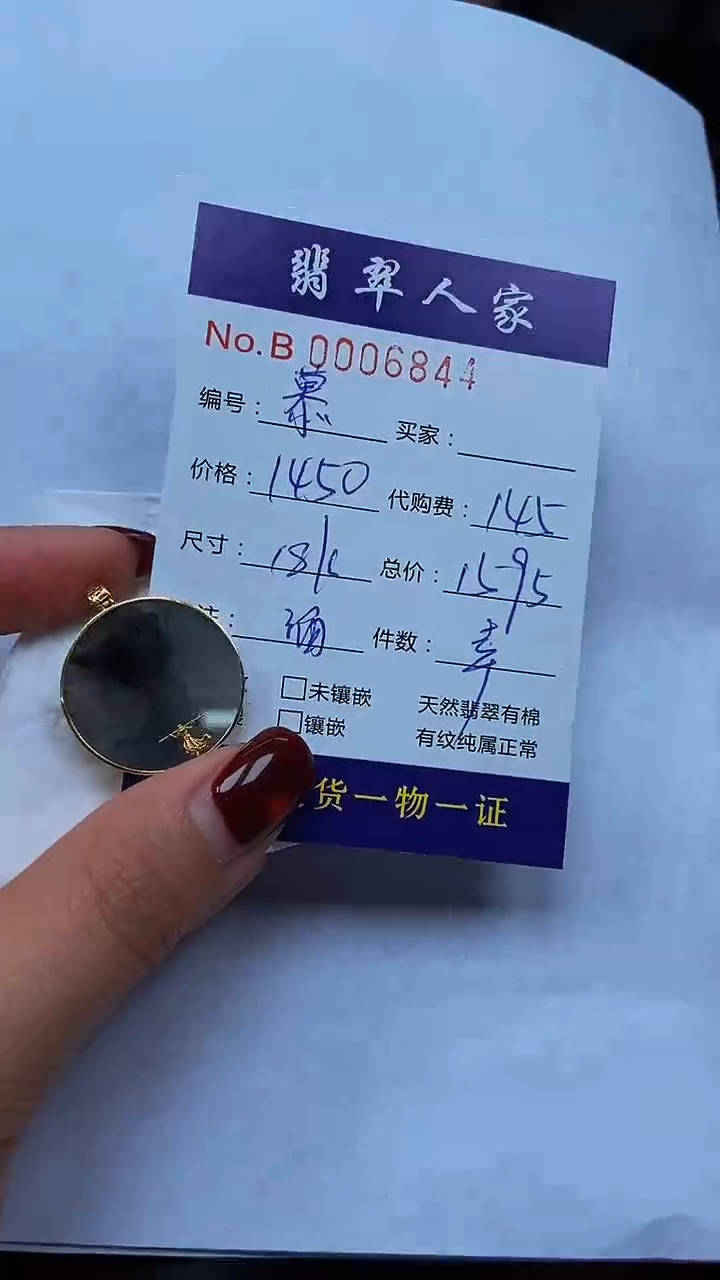 翡翠人家
No.B 0006844
编号：慕 买家：
价格：1450 代购费：145
尺寸：18/ 总价：1595
件数：
未镶嵌 天然翡翠有棉
镶嵌 有纹纯属正常
货一物一证